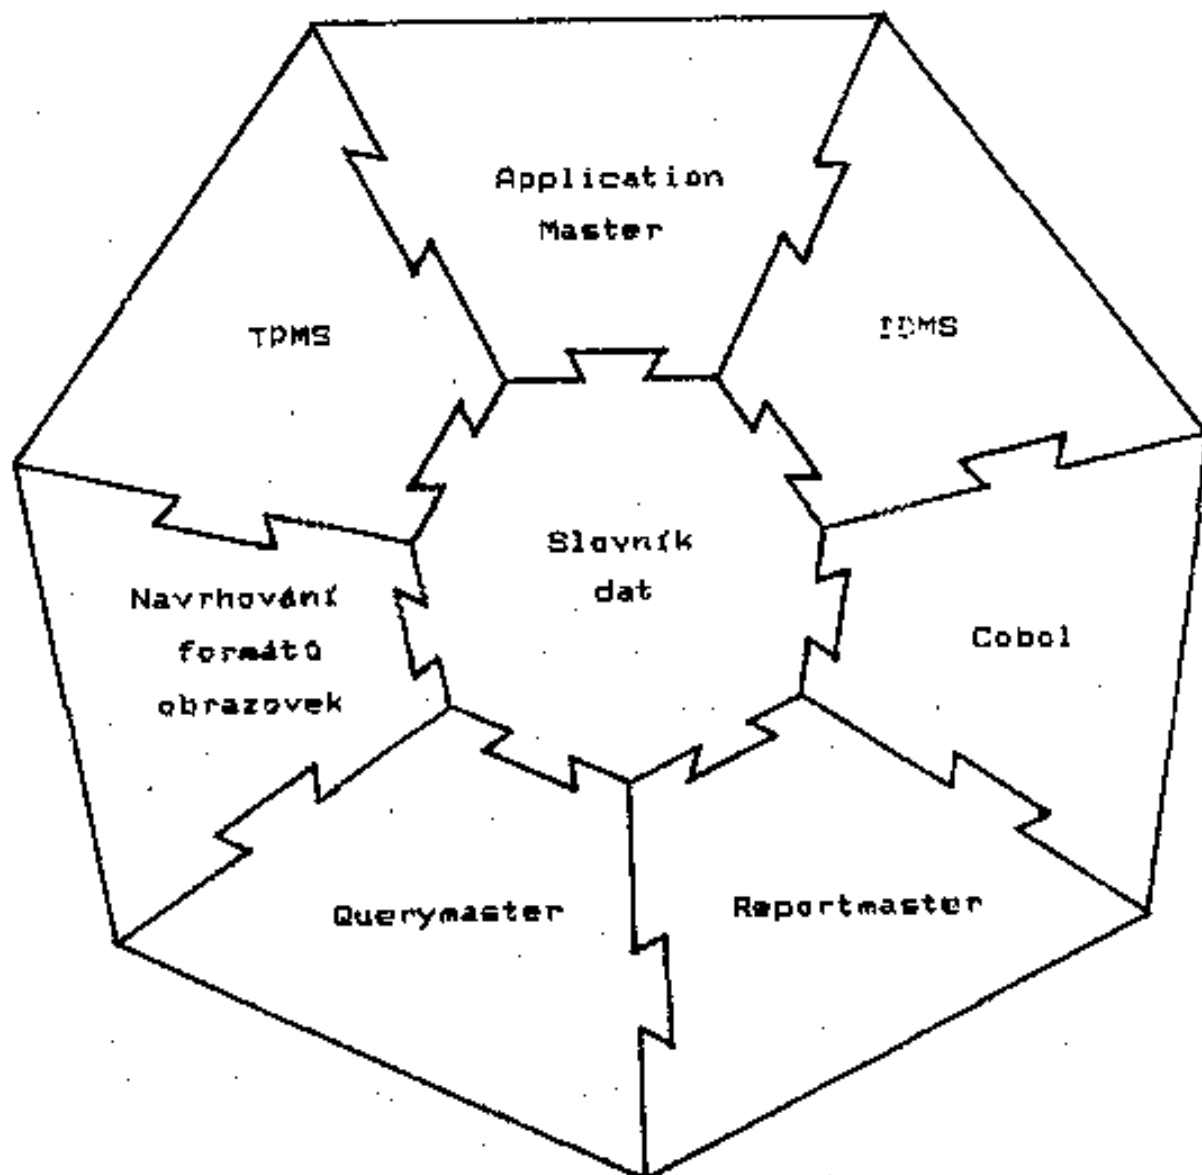 Application
Master
TPMS
IDMS
Slovník
dat
Navrhování
formátů
obrazovek
Cobol
Querymaster
Reportmaster